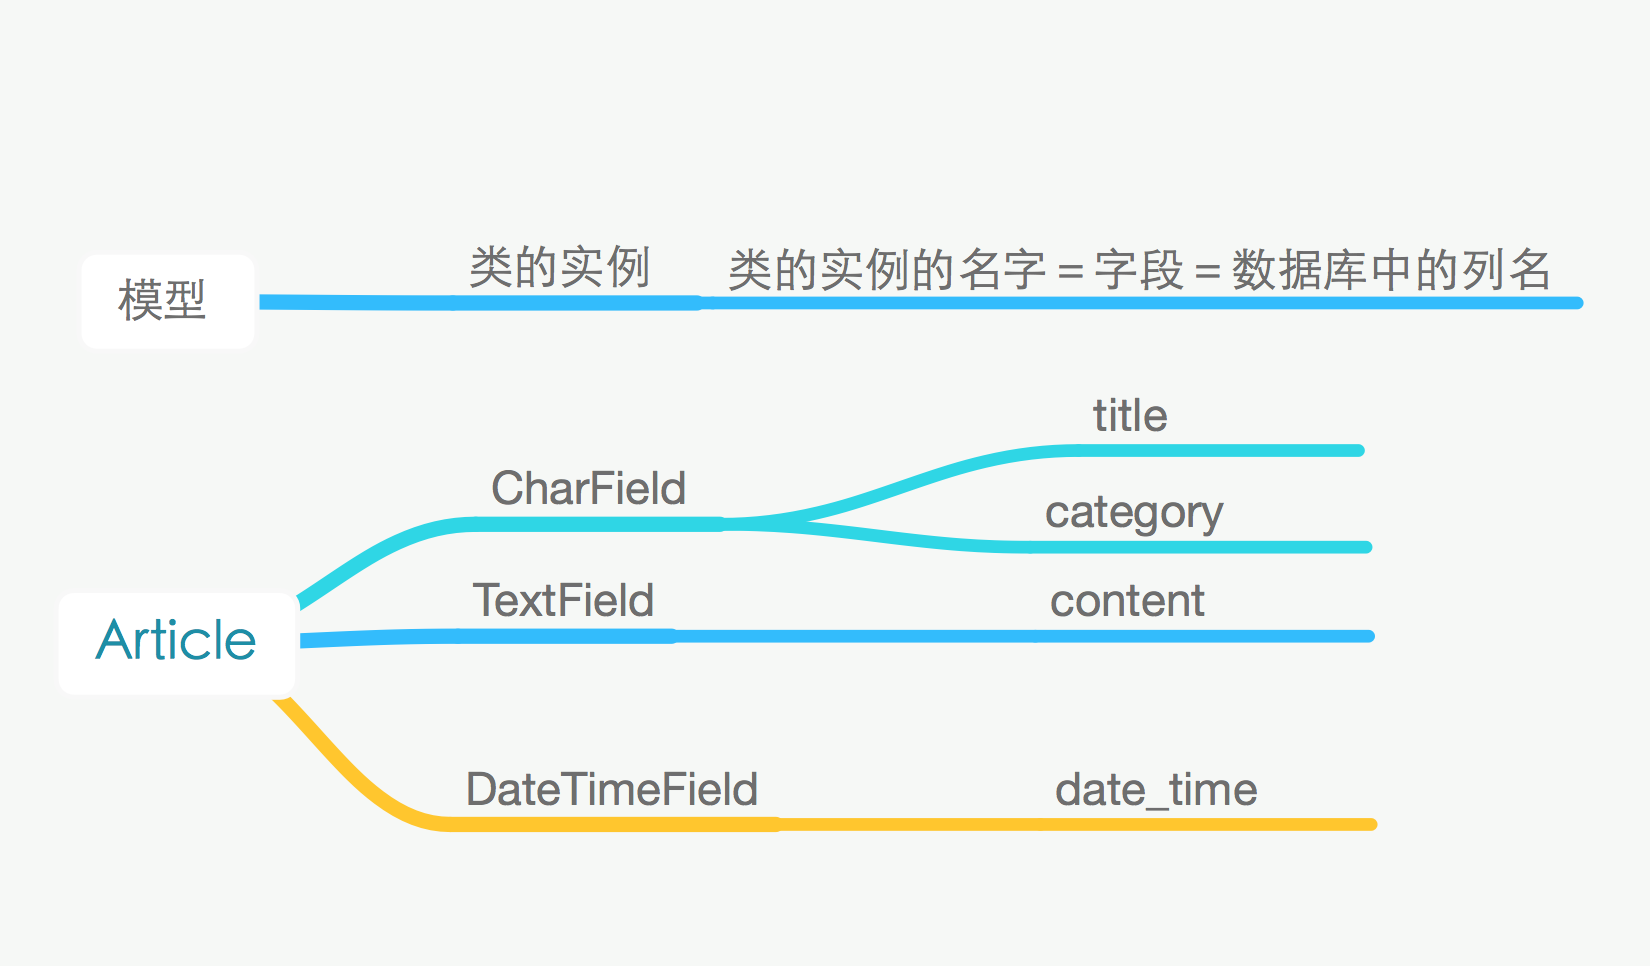 模型
类的实例
类的实例的名字=字段=数据库中的列名
Article
CharField
title
category
TextField
content
DateTimeField
date_time